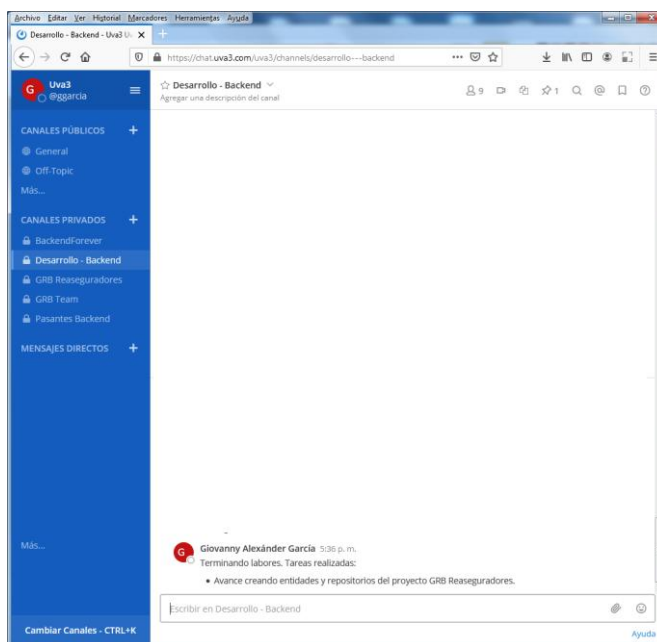 Archivo Editar Ver Historial Marcadores Herramientas Ayuda
Desarrollo - Backend - Uva3
https://chat.uva3.com/uva3/channels/desarrollo---backend
G
Uva3
@ggarcia
Desarrollo - Backend
Agregar una descripción del canal
9
1
CANALES PÚBLICOS
General
Off-Topic
Más...
CANALES PRIVADOS
BackendForever
Desarrollo - Backend
GRB Reaseguradores
GRB Team
Pasantes Backend
MENSAJES DIRECTOS
Más...
G
Giovanny Alexánder García 5:36 p. m.
Terminando labores. Tareas realizadas:
• Avance creando entidades y repositorios del proyecto GRB Reaseguradores.
Escribir en Desarrollo - Backend
Cambiar Canales - CTRL+K
Ayuda